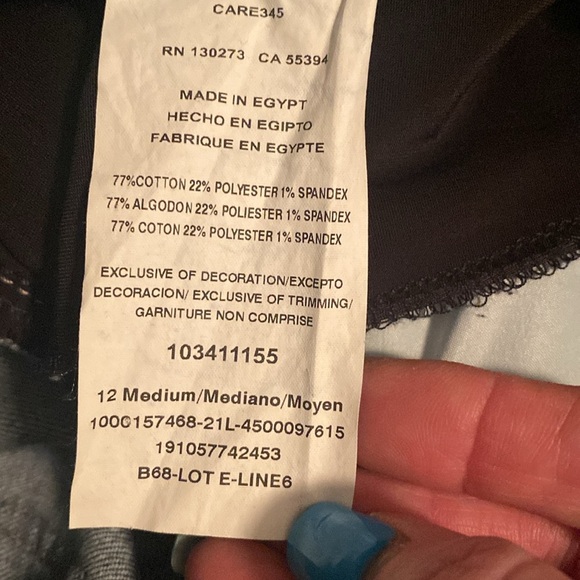 CARE345
RN 130273 CA 55394
MADE IN EGYPT
HECHO EN EGIPTO
FABRIQUE EN EGYPTE
77%COTTON 22% POLYESTER 1% SPANDEX
77% ALGODON 22% POLIESTER 1% SPANDEX
77% COTON 22% POLYESTER 1% SPANDEX
EXCLUSIVE OF DECORATION/EXCEPTO
DECORACION/ EXCLUSIVE OF TRIMMING/
GARNITURE NON COMPRISE
103411155
12 Medium/Mediano/Moyen
1000157468-21L-4500097615
191057742453
B68-LOT E-LINE6